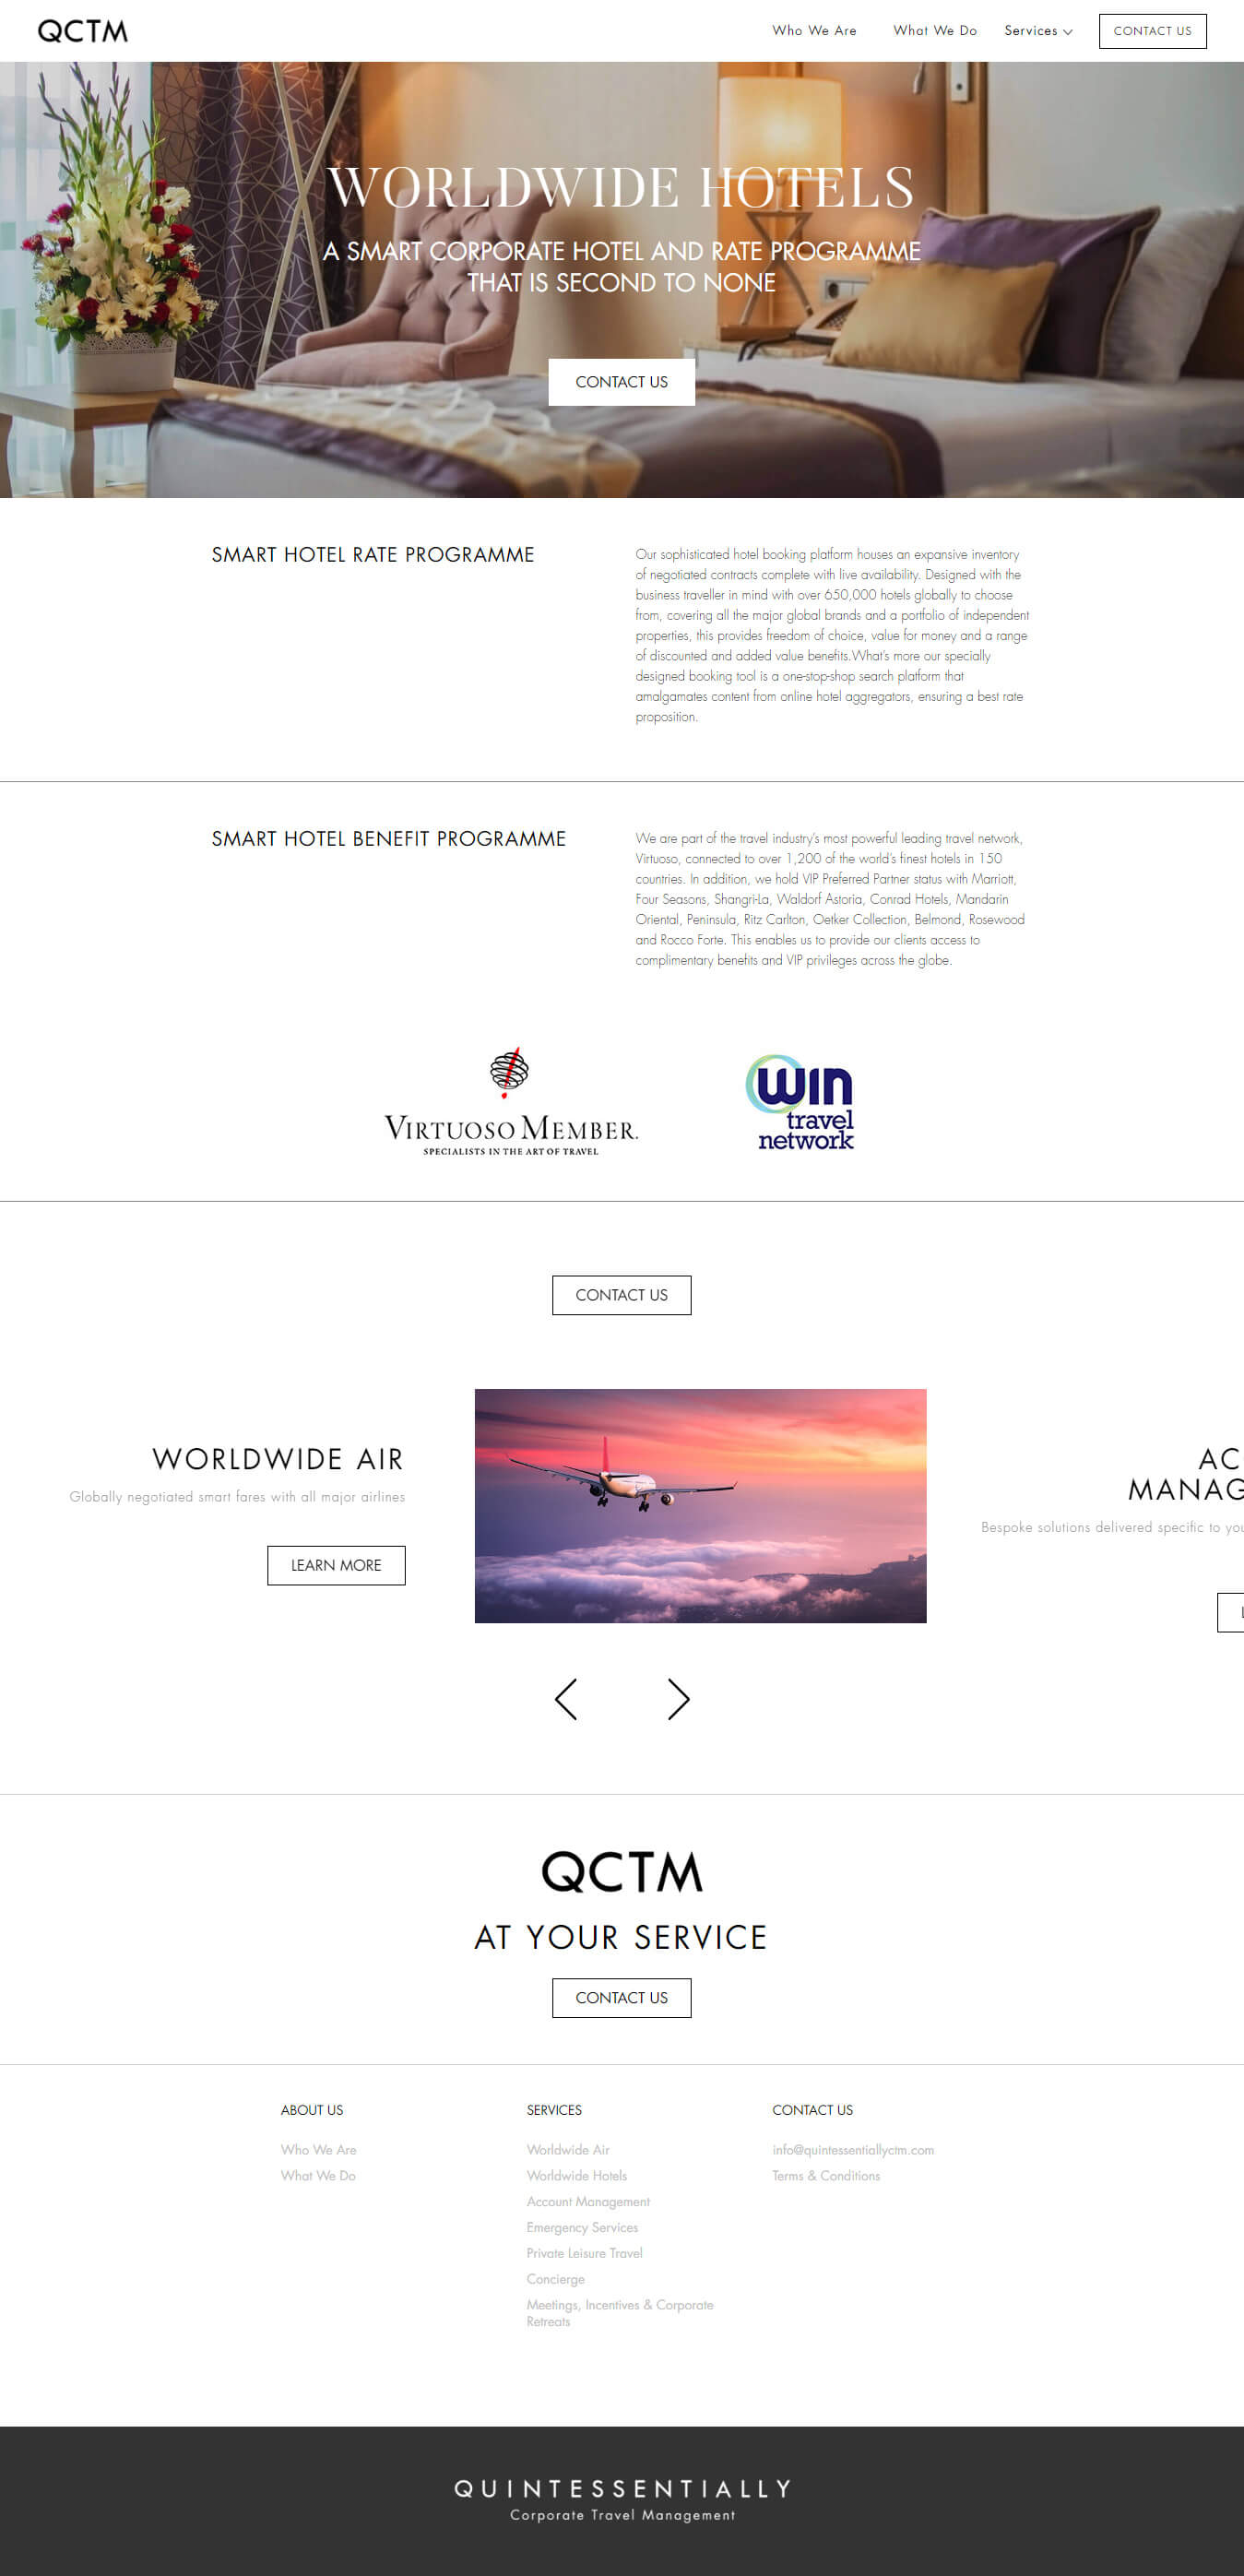 QCTM
Who We Are
What We Do
Services
CONTACT US
WORLDWIDE HOTELS
A SMART CORPORATE HOTEL AND RATE PROGRAMME
THAT IS SECOND TO NONE
CONTACT US
SMART HOTEL RATE PROGRAMME
Our sophisticated hotel booking platform houses an expansive inventory
of negotiated contracts complete with live availability. Designed with the
business traveller in mind with over 650,000 hotels globally to choose
from, covering all the major global brands and a portfolio of independent
properties, this provides freedom of choice, value for money and a range
of discounted and added value benefits.What's more our specially
designed booking tool is a one-stop-shop search platform that
amalgamates content from online hotel aggregators, ensuring a best rate
proposition.
SMART HOTEL BENEFIT PROGRAMME
We are part of the travel industry's most powerful leading travel network,
Virtuoso, connected to over 1,200 of the world's finest hotels in 150
countries. In addition, we hold VIP Preferred Partner status with Marriott,
Four Seasons, Shangri-La, Waldorf Astoria, Conrad Hotels, Mandarin
Oriental, Peninsula, Ritz Carlton, Oetker Collection, Belmond, Rosewood
and Rocco Forte. This enables us to provide our clients access to
complimentary benefits and VIP privileges across the globe.
VIRTUOSO MEMBER.
SPECIALISTS IN THE ART OF TRAVEL
win
travel
network
CONTACT US
WORLDWIDE AIR
Globally negotiated smart fares with all major airlines
LEARN MORE
AC
MANAG
Bespoke solutions delivered specific to you
QCTM
AT YOUR SERVICE
CONTACT US
ABOUT US
Who We Are
What We Do
SERVICES
Worldwide Air
Worldwide Hotels
Account Management
Emergency Services
Private Leisure Travel
Concierge
Meetings, Incentives & Corporate
Retreats
CONTACT US
info@quintessentiallyctm.com
Terms & Conditions
QUINTESSENTIALLY
Corporate Travel Management